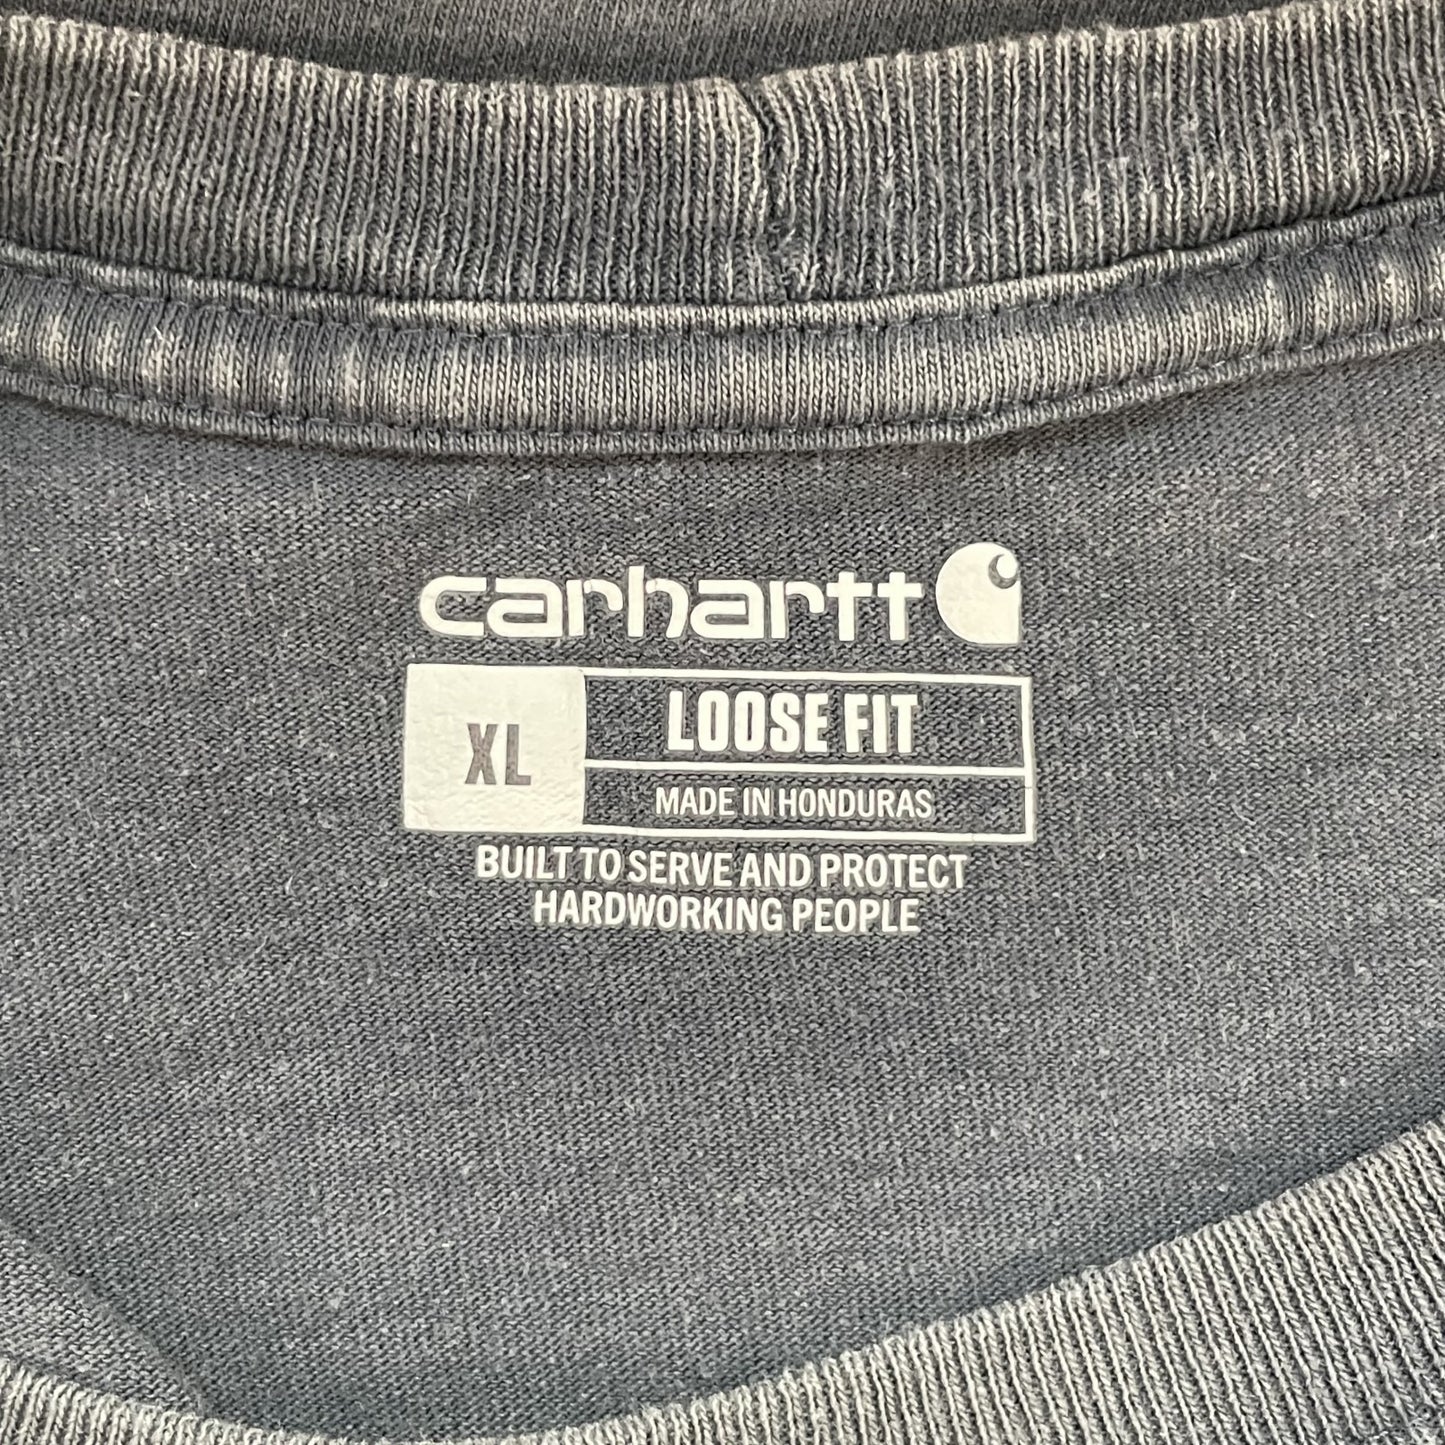 carhartt
XL
LOOSE FIT
MADE IN HONDURAS
BUILT TO SERVE AND PROTECT
HARDWORKING PEOPLE